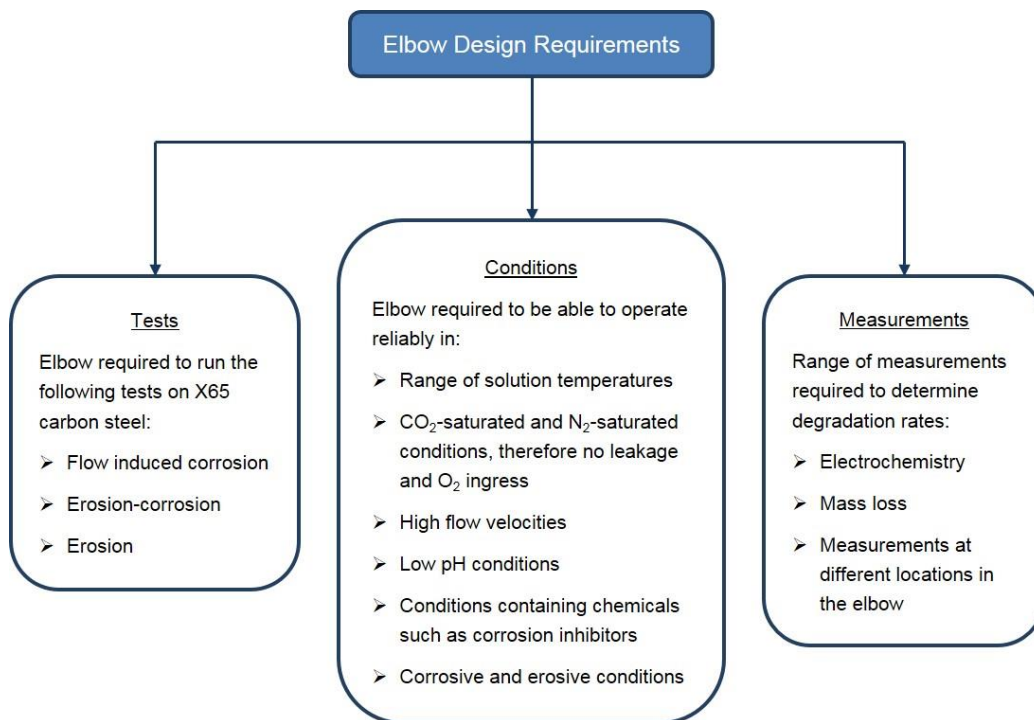 Elbow Design Requirements
Tests
Elbow required to run the
following tests on X65
carbon steel:
➢ Flow induced corrosion
➢ Erosion-corrosion
➢ Erosion
Conditions
Elbow required to be able to operate
reliably in:
➢ Range of solution temperatures
➢ CO₂-saturated and N₂-saturated
conditions, therefore no leakage
and O₂ ingress
➢ High flow velocities
➢ Low pH conditions
➢ Conditions containing chemicals
such as corrosion inhibitors
➢ Corrosive and erosive conditions
Measurements
Range of measurements
required to determine
degradation rates:
➢ Electrochemistry
➢ Mass loss
➢ Measurements at
different locations in
the elbow